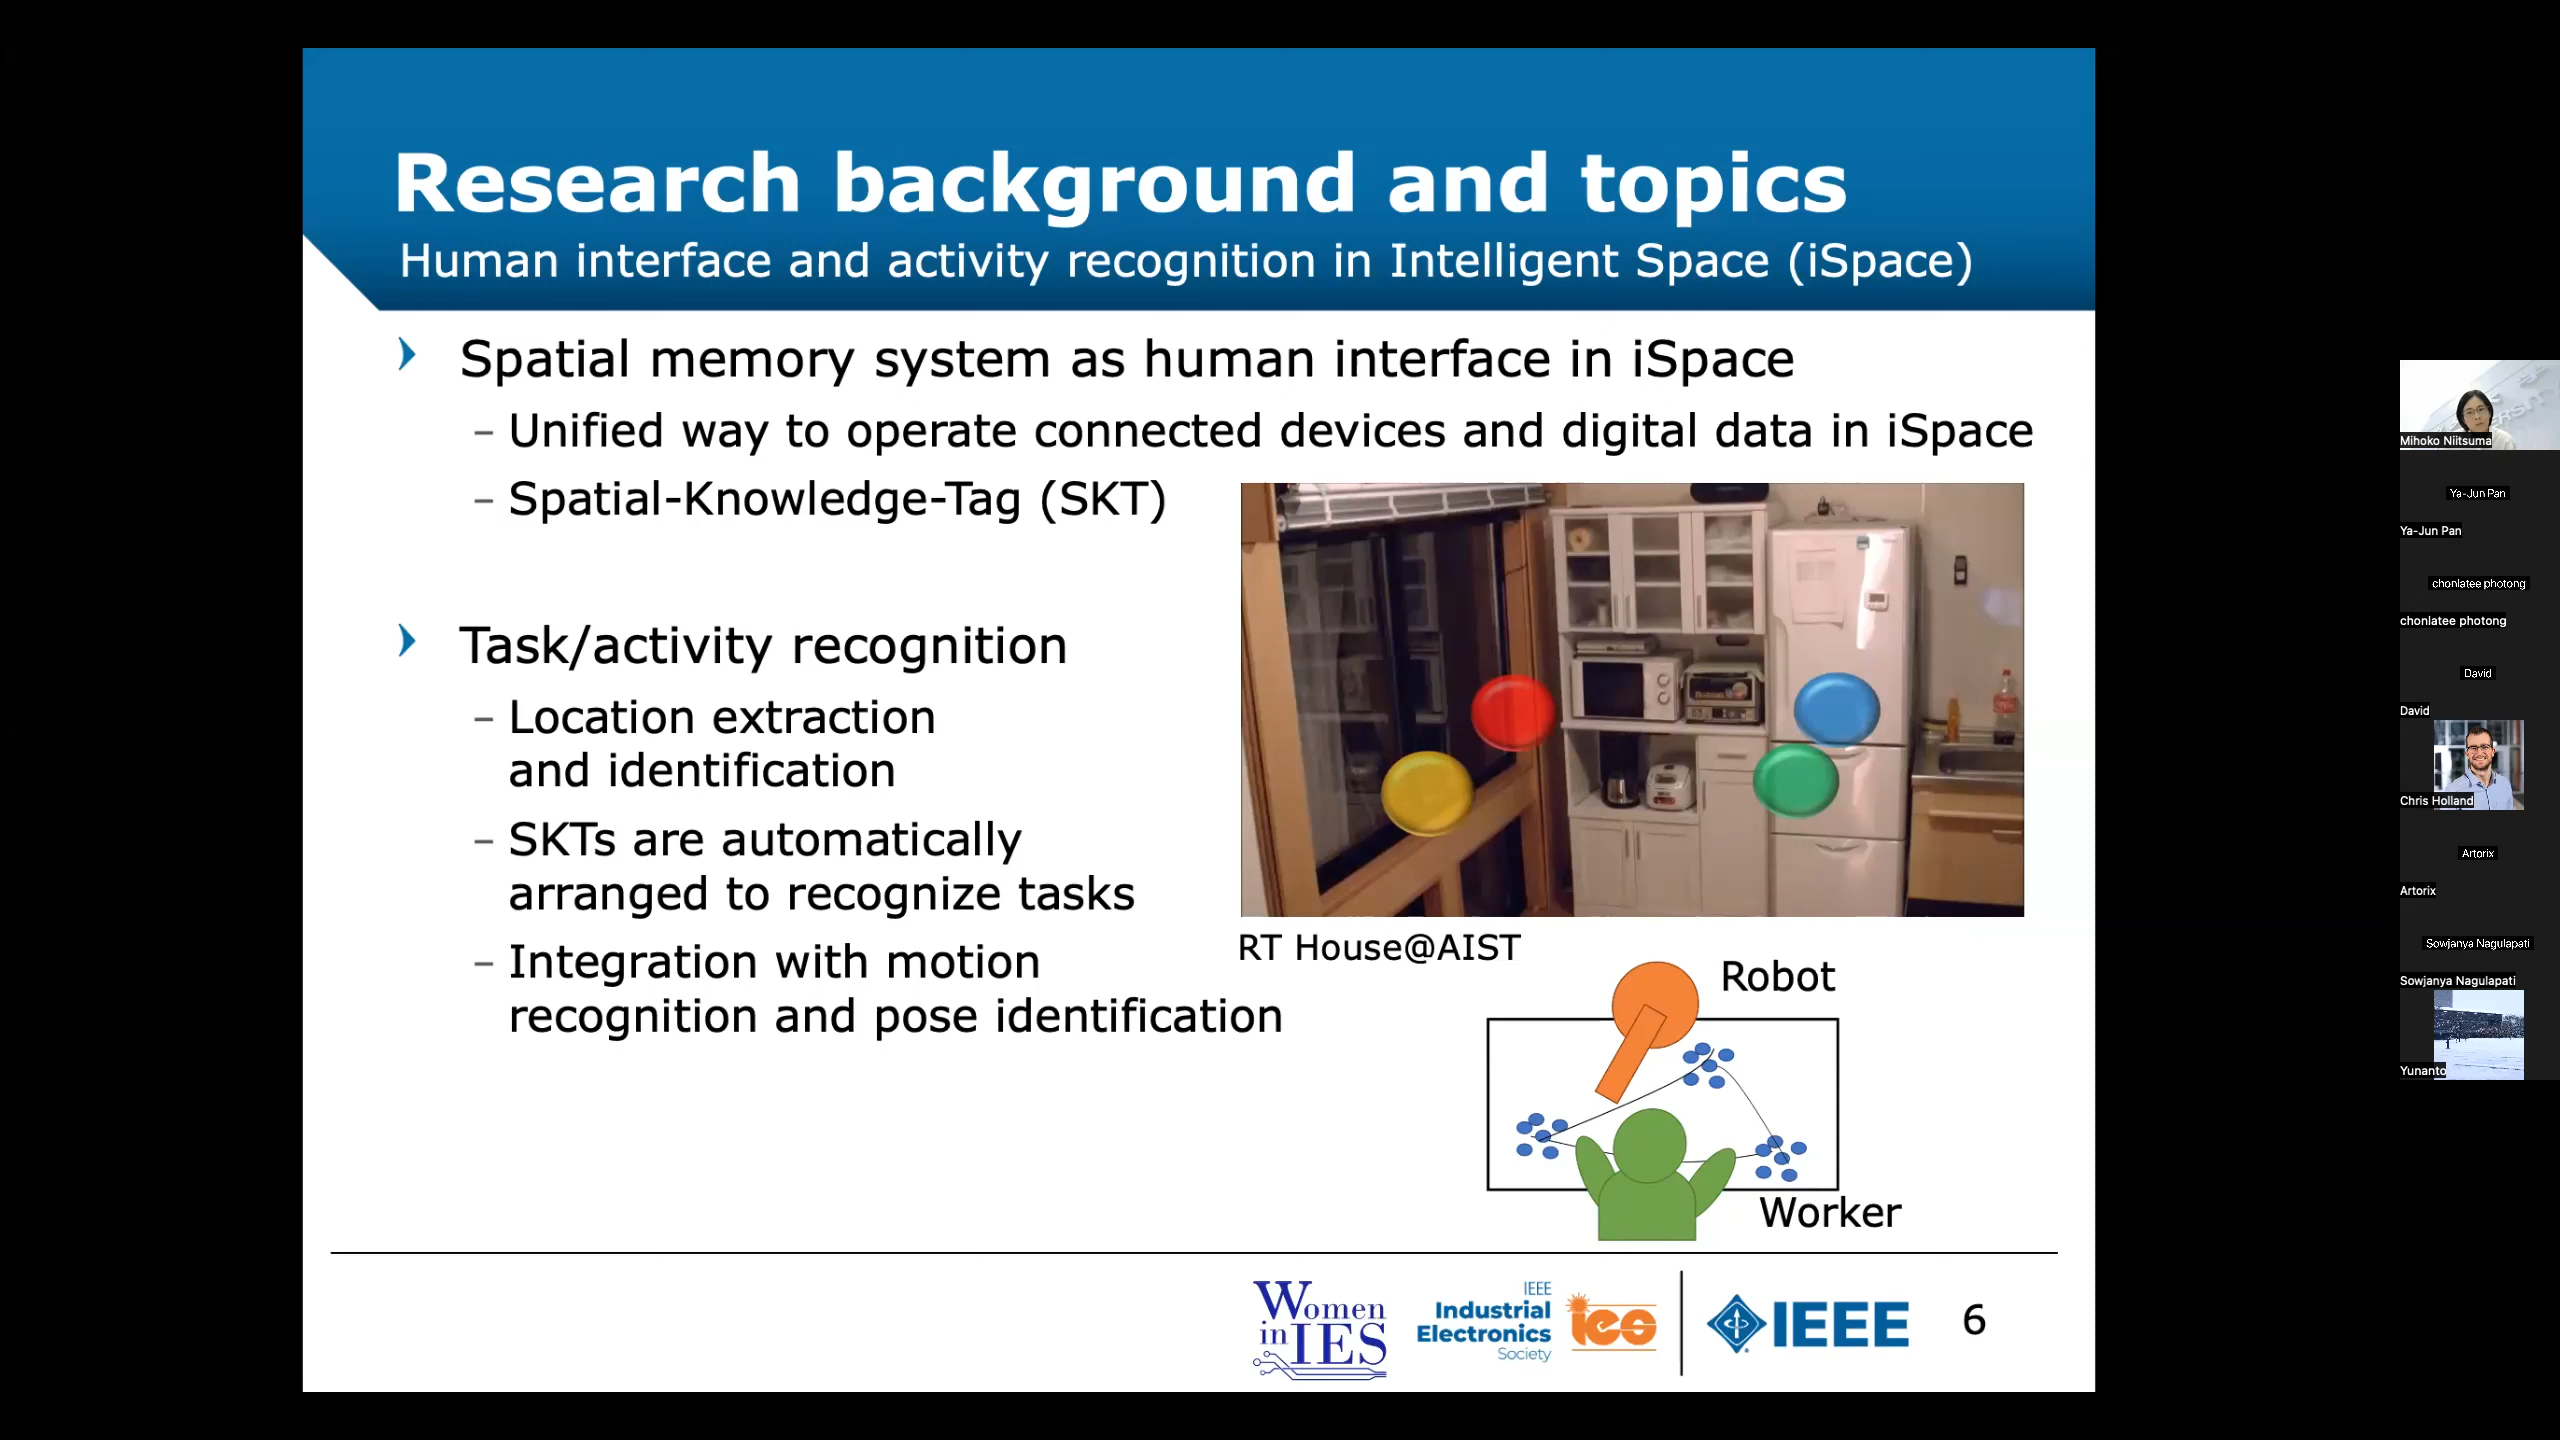 Research background and topics
Human interface and activity recognition in Intelligent Space (iSpace)
Spatial memory system as human interface in iSpace
– Unified way to operate connected devices and digital data in iSpace
– Spatial-Knowledge-Tag (SKT)
Task/activity recognition
– Location extraction
and identification
– SKTs are automatically
arranged to recognize tasks
– Integration with motion
recognition and pose identification
RT House@AIST
Robot
Worker
Women
in IES
IEEE
Industrial
Electronics
Society
ies
IEEE
6
Mihoko Niitsuma
Ya-Jun Pan
Ya-Jun Pan
chonlatee photong
chonlatee photong
David
David
Chris Holland
Artorix
Artorix
Sowjanya Nagulapati
Sowjanya Nagulapati
Yunanto